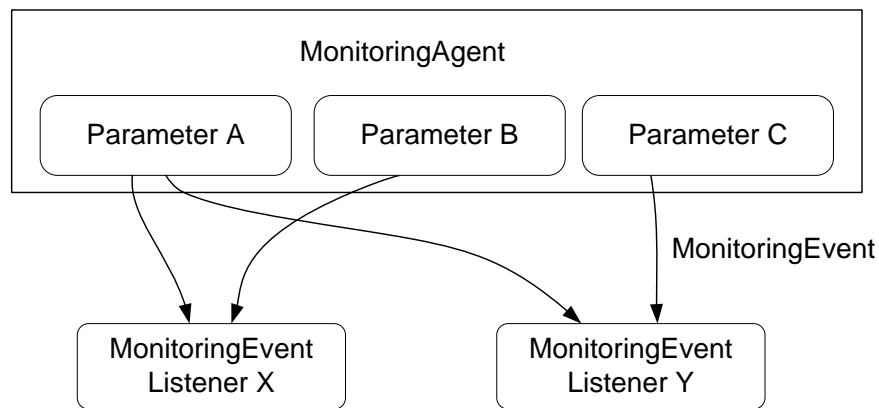 MonitoringAgent
Parameter A
Parameter B
Parameter C
MonitoringEvent
MonitoringEvent
Listener X
MonitoringEvent
Listener Y